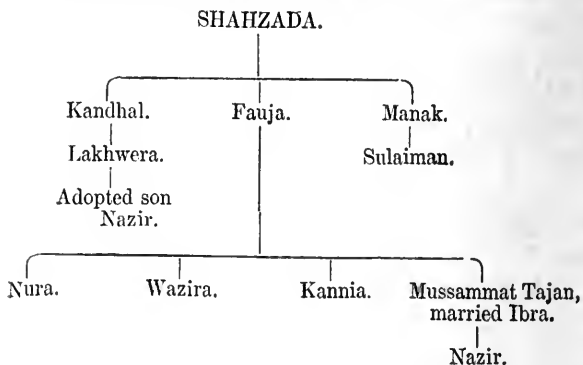 SHAHZADA.
Kandhal. Fauja. Manak.
Lakhwera. Sulaiman.
Adopted son
Nazir.
Nura. Wazira. Kannia. Mussammat Tajan,
married Ibra.
Nazir.